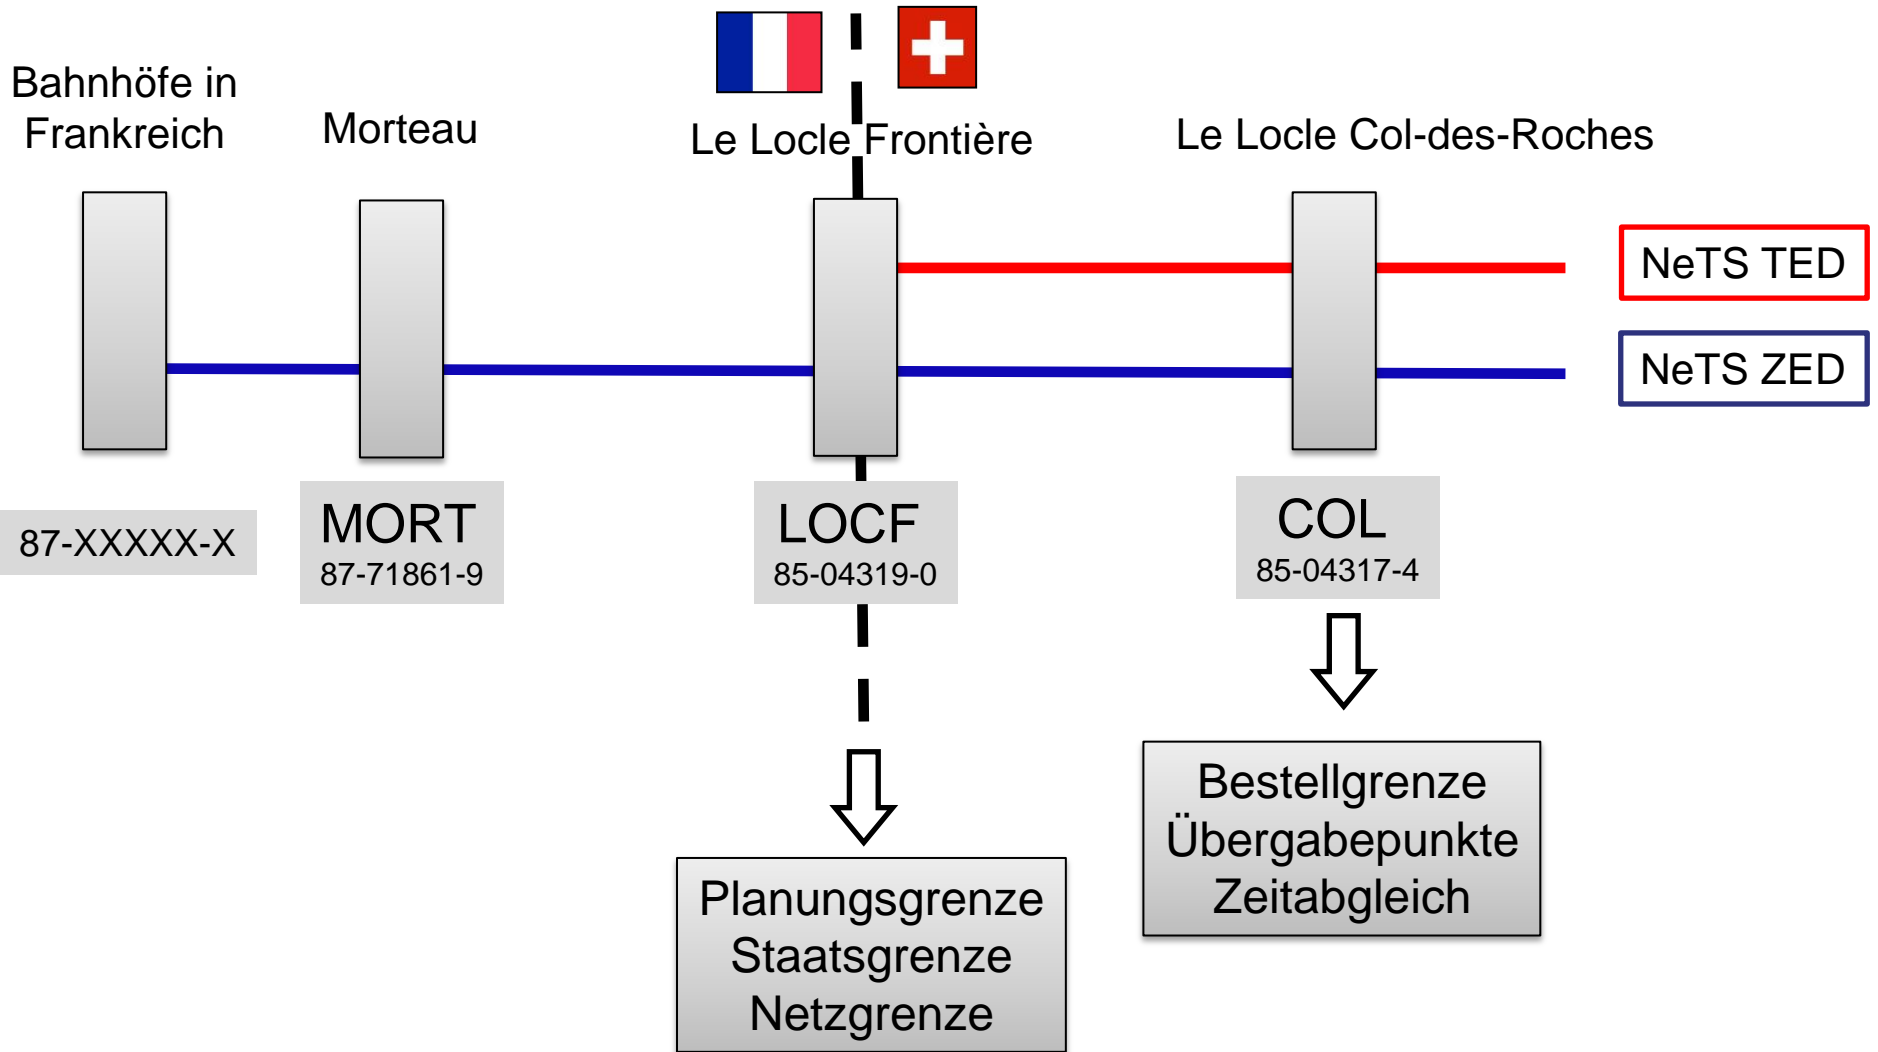 Bahnhöfe in
Frankreich
Morteau
Le Locle Frontière
Le Locle Col-des-Roches
NeTS TED
NeTS ZED
87-XXXXX-X
MORT
87-71861-9
LOCF
85-04319-0
COL
85-04317-4
Planungsgrenze
Staatsgrenze
Netzgrenze
Bestellgrenze
Übergabepunkte
Zeitabgleich